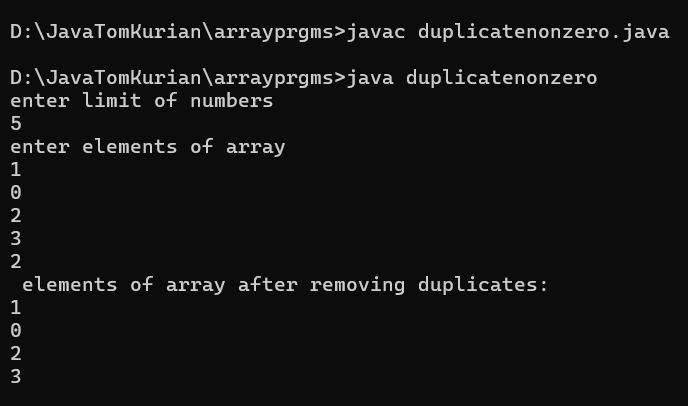 D:\JavaTomKurian\arrayprgms>javac duplicatenonzero.java
D:\JavaTomKurian\arrayprgms>java duplicatenonzero
enter limit of numbers
5
enter elements of array
1
0
2
3
2
 elements of array after removing duplicates:
1
0
2
3